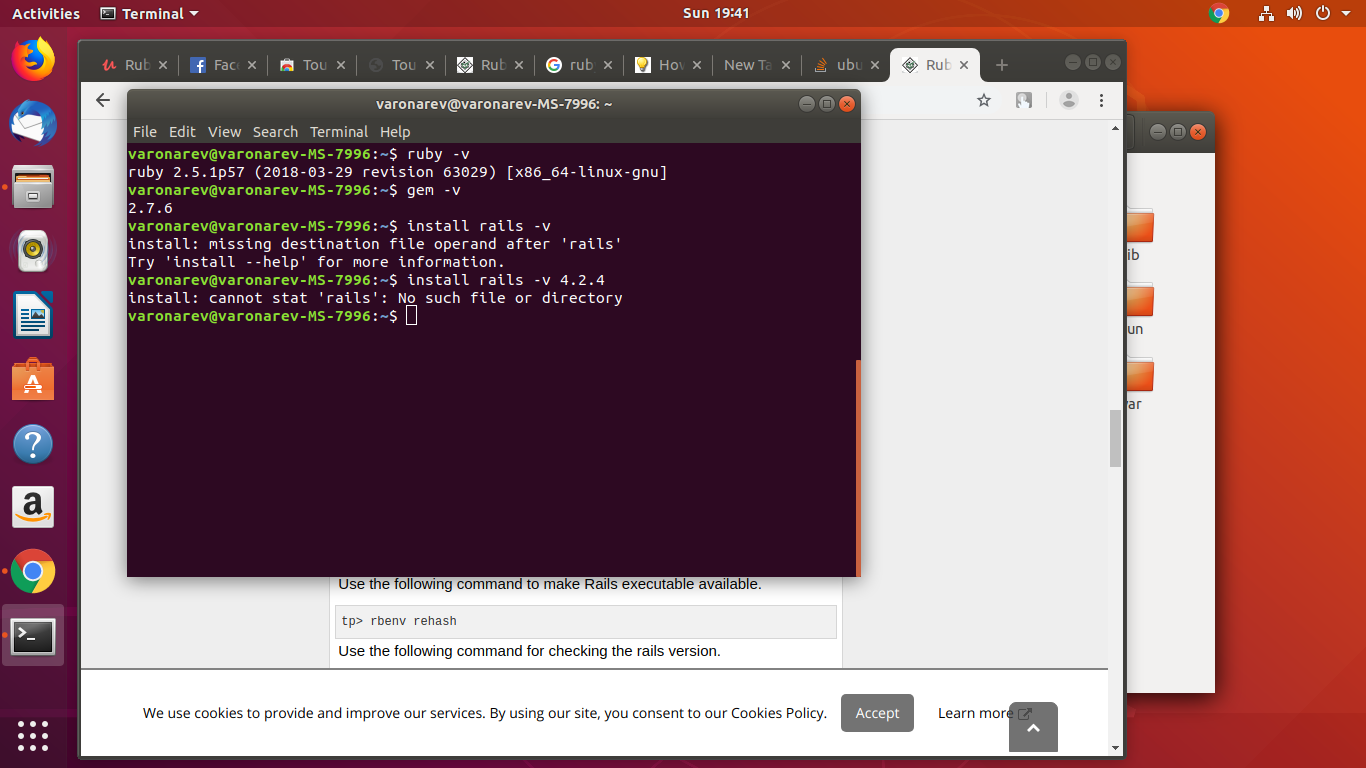 Activities Terminal Sun 19:41
Rub Face Tou Tou Rub ruby How New Ta ubu Rub
varonarev@varonarev-MS-7996: ~
File Edit View Search Terminal Help
varonarev@varonarev-MS-7996:~$ ruby -v
ruby 2.5.1p57 (2018-03-29 revision 63029) [x86_64-linux-gnu]
varonarev@varonarev-MS-7996:~$ gem -v
2.7.6
varonarev@varonarev-MS-7996:~$ install rails -v
install: missing destination file operand after 'rails'
Try 'install --help' for more information.
varonarev@varonarev-MS-7996:~$ install rails -v 4.2.4
install: cannot stat 'rails': No such file or directory
varonarev@varonarev-MS-7996:~$
ib
un
var
Use the following command to make Rails executable available.
tp> rbenv rehash
Use the following command for checking the rails version.
We use cookies to provide and improve our services. By using our site, you consent to our Cookies Policy. Accept Learn more